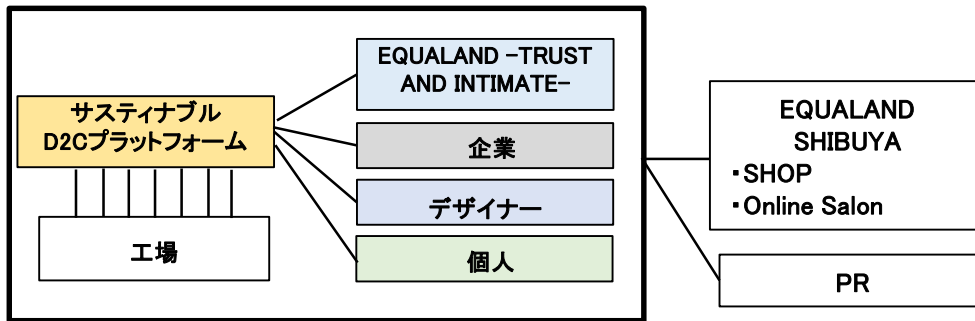 サスティナブル
D2Cプラットフォーム
工場
EQUALAND −TRUST
AND INTIMATE−
企業
デザイナー
個人
EQUALAND
SHIBUYA
・SHOP
・Online Salon
PR